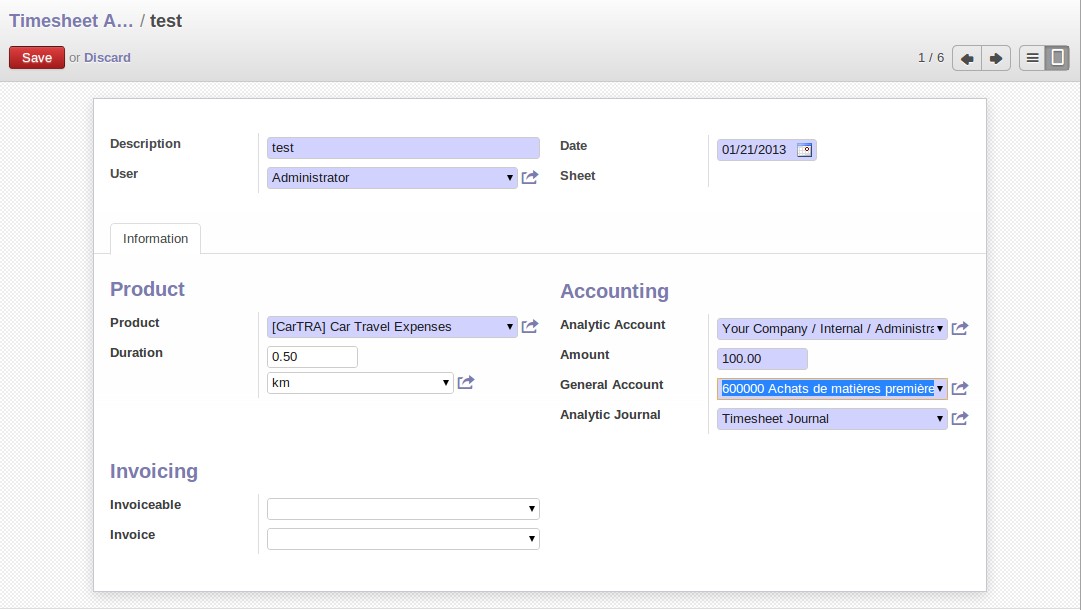 Timesheet A... / test
Save or Discard
1 / 6
Description
test
User
Administrator
Date
01/21/2013
Sheet
Information
Product
Product
[CarTRA] Car Travel Expenses
Duration
0.50
km
Accounting
Analytic Account
Your Company / Internal / Administra
Amount
100.00
General Account
600000 Achats de matières première
Analytic Journal
Timesheet Journal
Invoicing
Invoiceable
Invoice